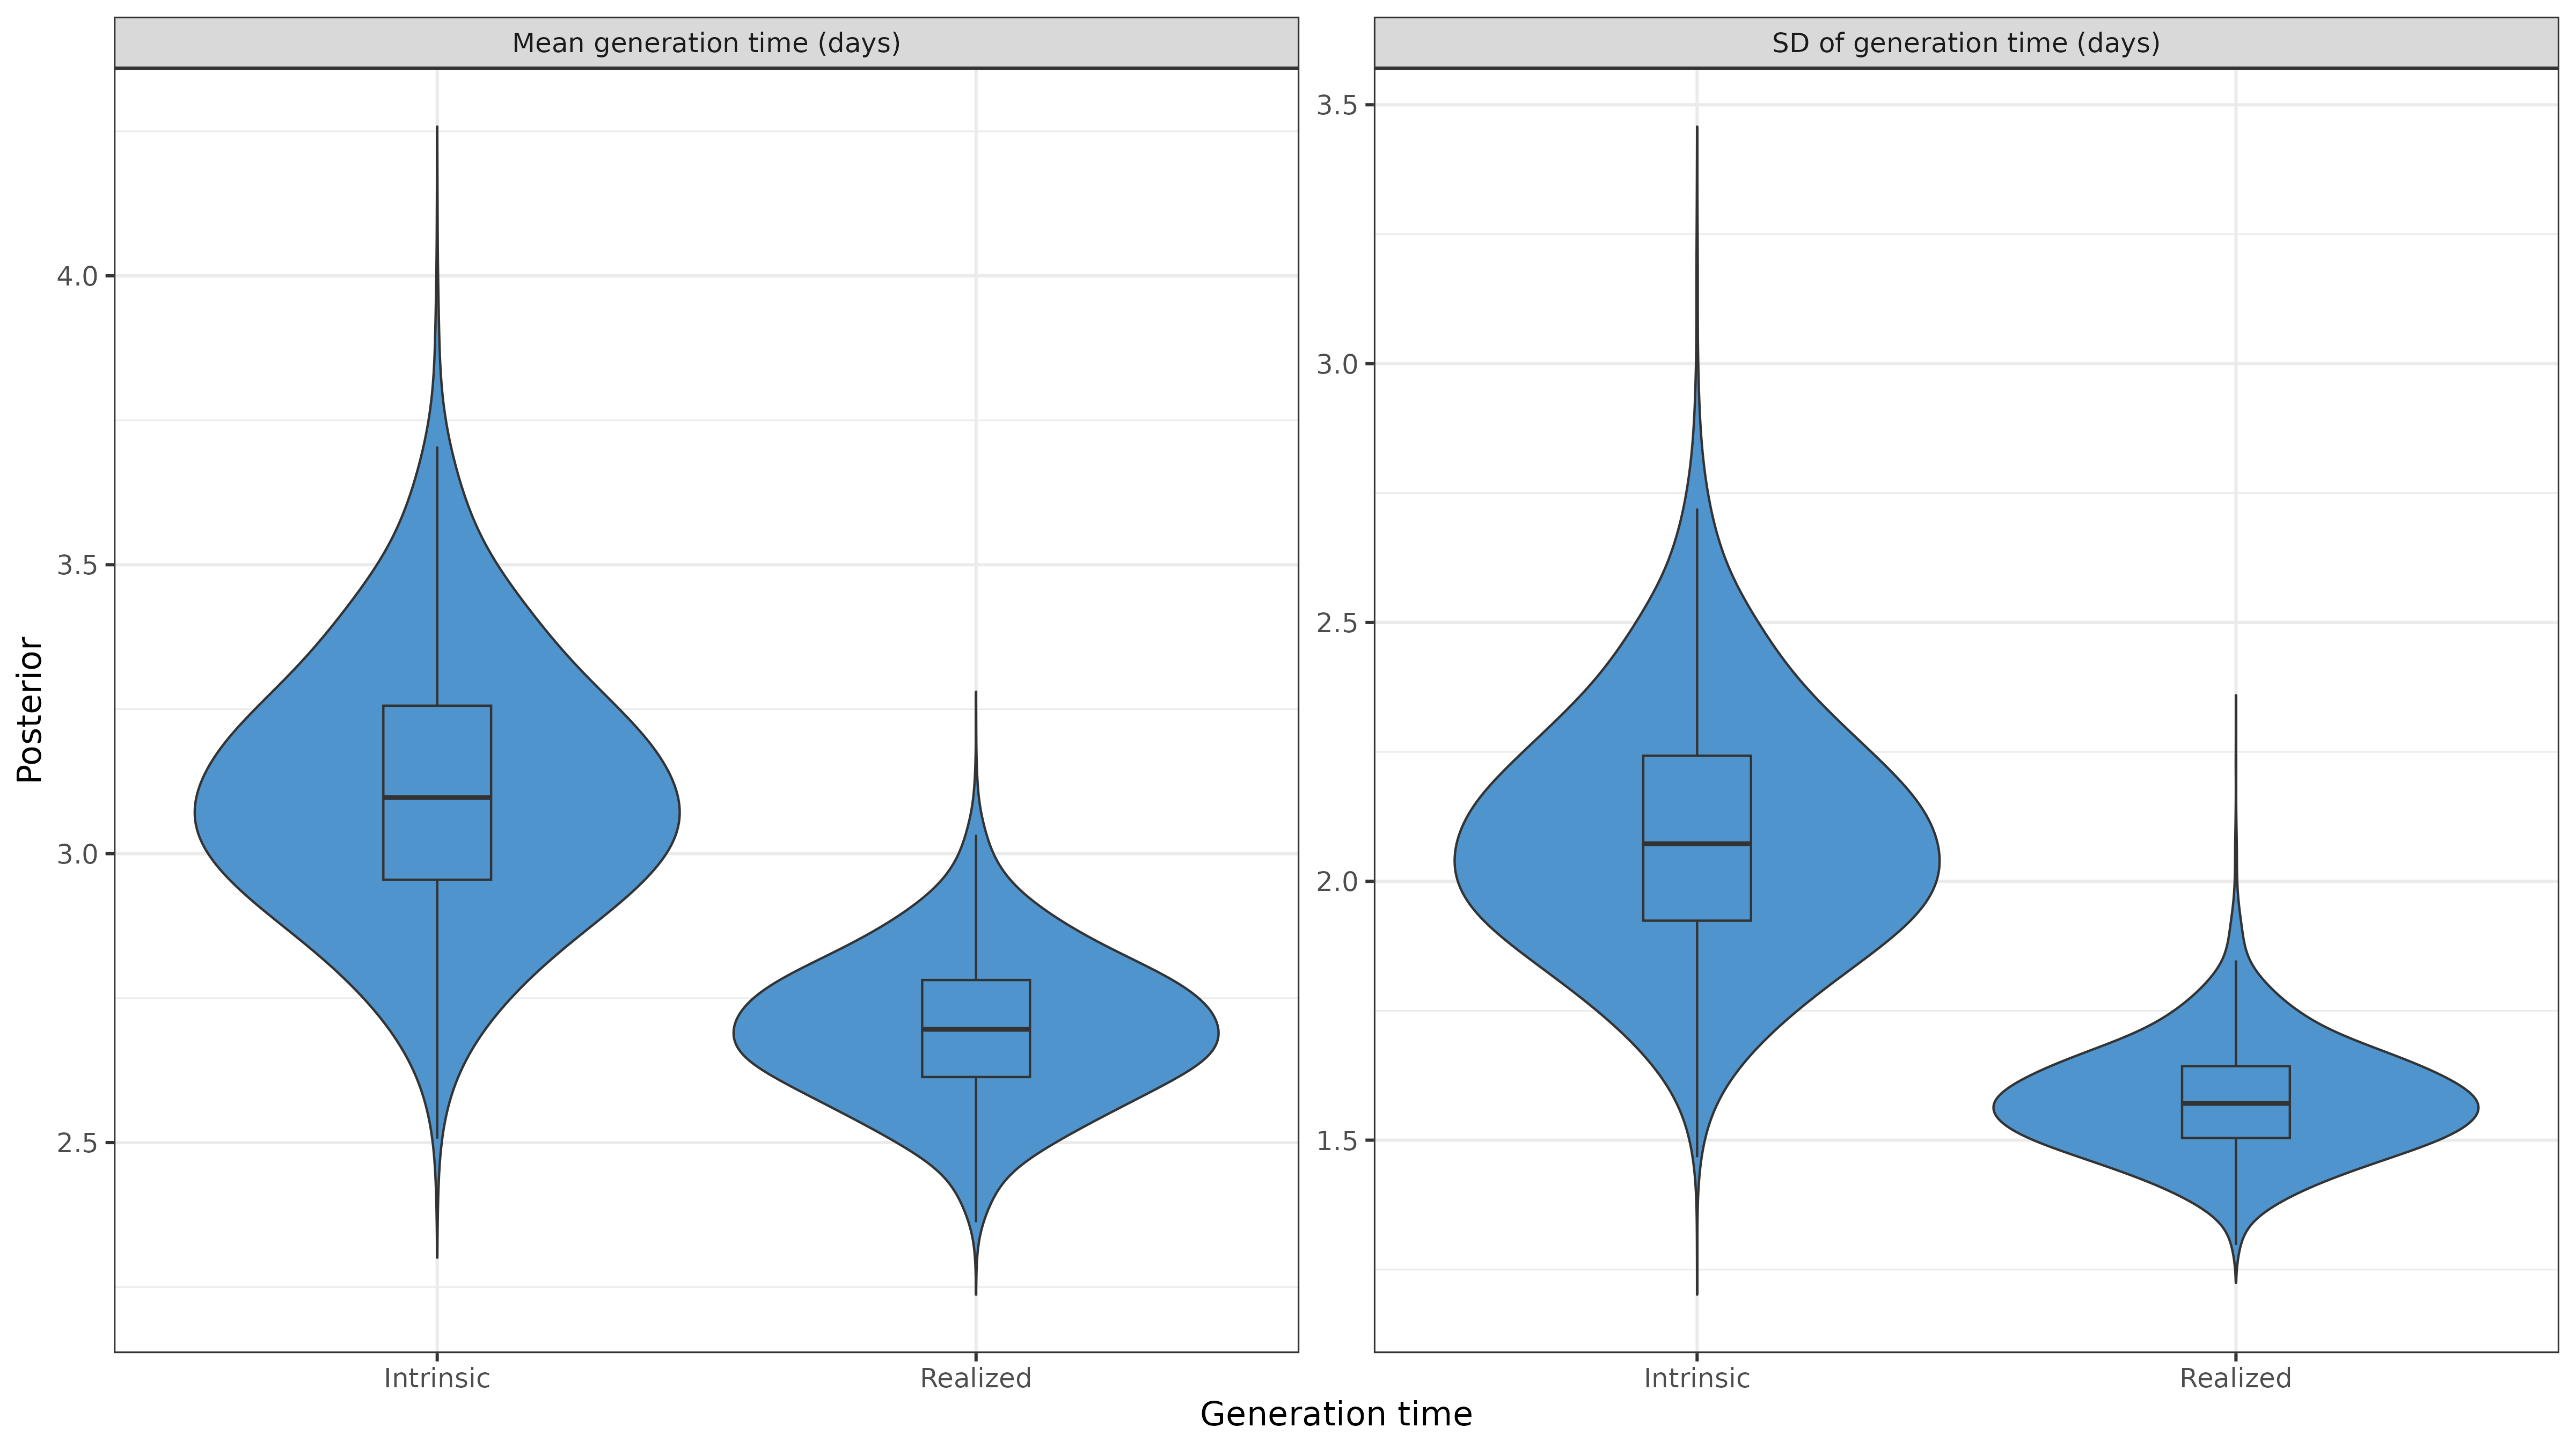 Mean generation time (days)
SD of generation time (days)
Posterior
4.0
3.5
3.0
2.5
3.5
3.0
2.5
2.0
1.5
Intrinsic
Realized
Intrinsic
Realized
Generation time